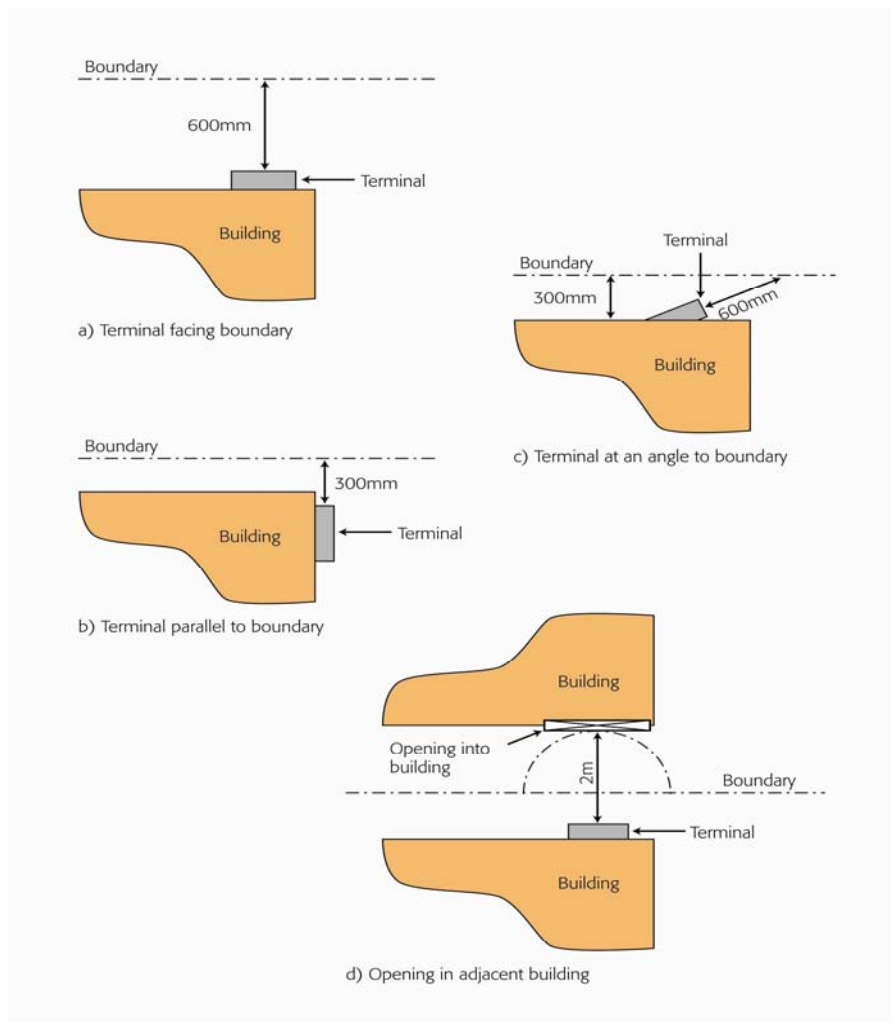 Boundary
600mm
Terminal
Building
a) Terminal facing boundary
Terminal
Boundary
300mm
600mm
Building
c) Terminal at an angle to boundary
Boundary
300mm
Building
Terminal
b) Terminal parallel to boundary
Building
Opening into
building
2m
Boundary
Terminal
Building
d) Opening in adjacent building